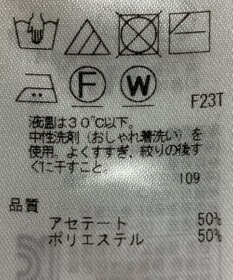 F W
F23T
液温は30℃以下。
中性洗剤（おしゃれ着洗い）を
使用。よくすすぎ、絞りの後す
ぐに干すこと。
109
品質
アセテート 50%
ポリエステル 50%